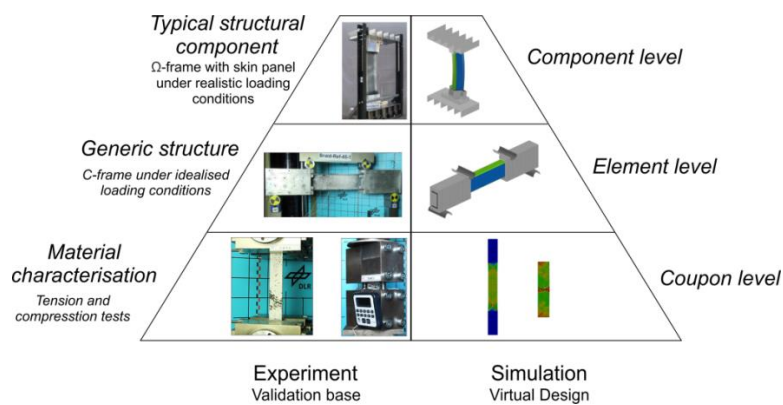 Typical structural
component
Ω-frame with skin panel
under realistic loading
conditions
Component level
Generic structure
C-frame under idealised
loading conditions
Element level
Material
characterisation
Tension and
compresstion tests
DLR
Coupon level
Experiment
Validation base
Simulation
Virtual Design